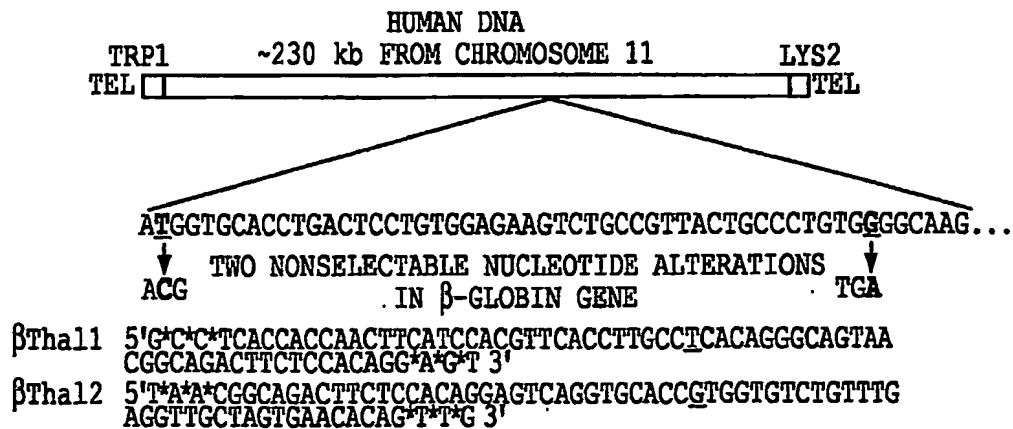 HUMAN DNA
TRP1 ~230 kb FROM CHROMOSOME 11 LYS2
TEL TEL
ATGGTGCACCTGACTCCTGTGGAGAAGTCTGCCGTTACTGCCCTGTGGGGCAAG...
TWO NONSELECTABLE NUCLEOTIDE ALTERATIONS
ACG IN β-GLOBIN GENE TGA
βThal1 5'G*C*C*TCACCACCAACTTCATCCACGTTCACCTTGCCTCACAGGGCAGTAA
CGGCAGACTTCTCCACAGG*A*G*T 3'
βThal2 5'T*A*A*CGGCAGACTTCTCCACAGGAGTCAGGTGCACCGTGGTGTCTGTTTG
AGGTTGCTAGTGAACACAG*T*T*G 3'